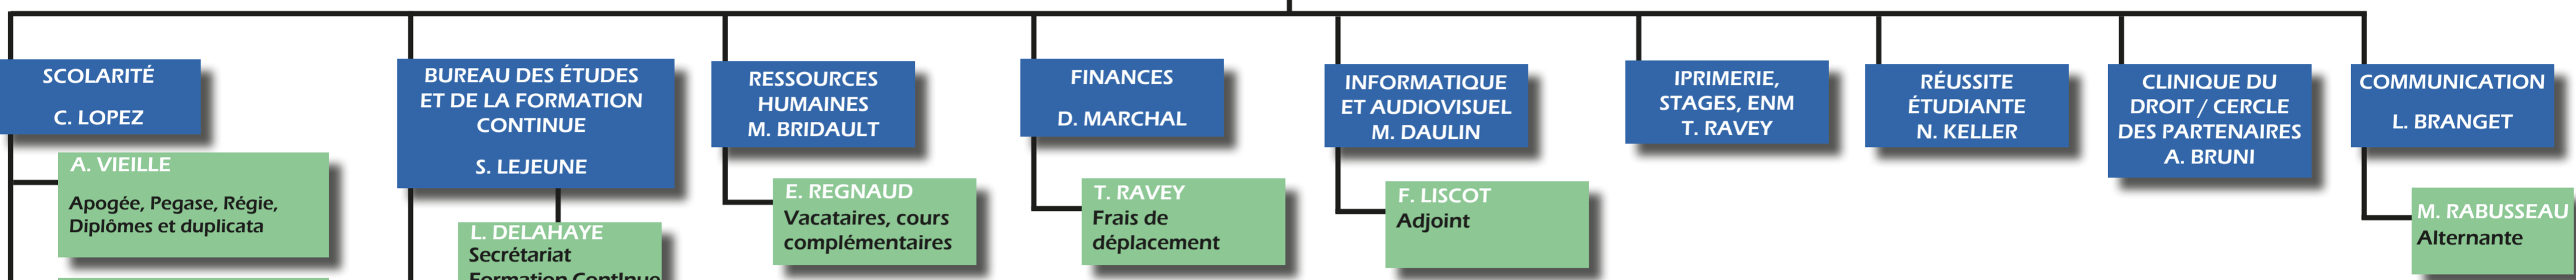 SCOLARITÉ
C. LOPEZ
A. VIEILLE
Apogée, Pegase, Régie,
Diplômes et duplicata
BUREAU DES ÉTUDES
ET DE LA FORMATION
CONTINUE
S. LEJEUNE
L. DELAHAYE
Secrétariat
Formation ContInue
RESSOURCES
HUMAINES
M. BRIDAULT
E. REGNAUD
Vacataires, cours
complémentaires
FINANCES
D. MARCHAL
T. RAVEY
Frais de
déplacement
INFORMATIQUE
ET AUDIOVISUEL
M. DAULIN
F. LISCOT
Adjoint
IPRIMERIE,
STAGES, ENM
T. RAVEY
RÉUSSITE
ÉTUDIANTE
N. KELLER
CLINIQUE DU
DROIT / CERCLE
DES PARTENAIRES
A. BRUNI
COMMUNICATION
L. BRANGET
M. RABUSSEAU
Alternante